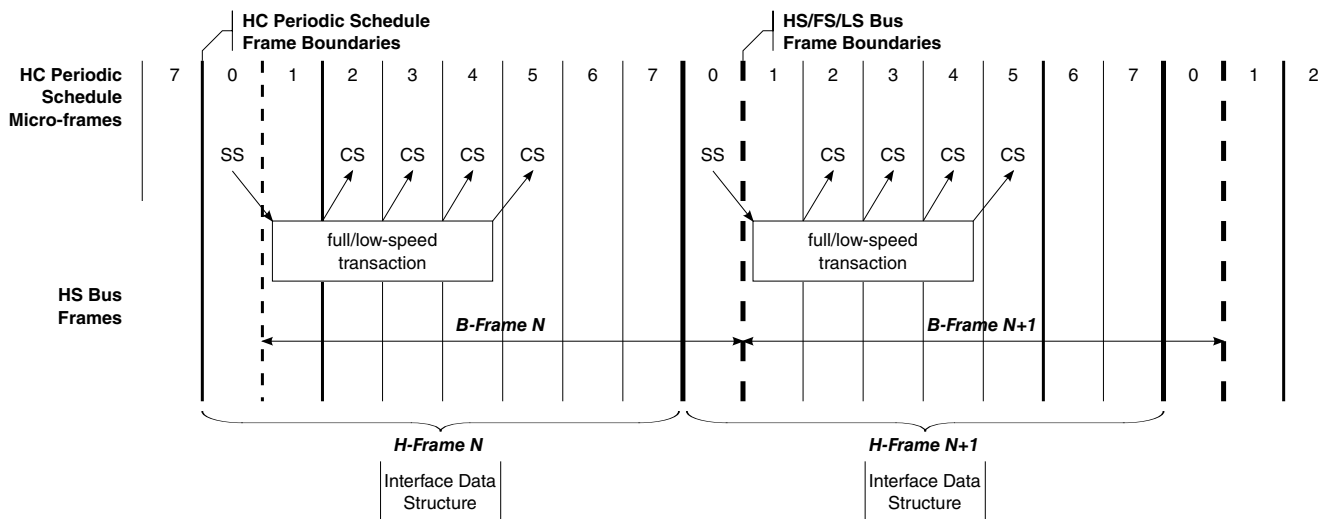 HC Periodic Schedule
Frame Boundaries
HS/FS/LS Bus
Frame Boundaries
HC Periodic
Schedule
Micro-frames
7 0 1 2 3 4 5 6 7 0 1 2 3 4 5 6 7 0 1 2
SS CS CS CS CS SS CS CS CS CS
full/low-speed
transaction
full/low-speed
transaction
HS Bus
Frames
B-Frame N
B-Frame N+1
H-Frame N
H-Frame N+1
Interface Data
Structure
Interface Data
Structure